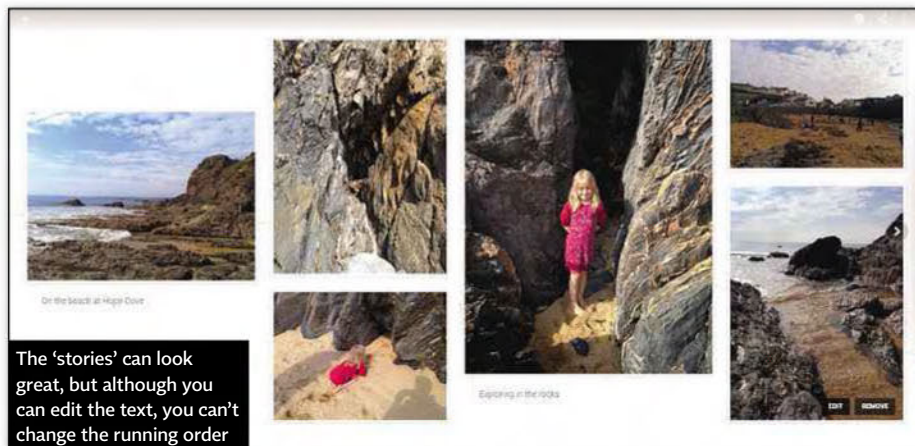 On the beach at Hope Cove
The ‘stories’ can look
great, but although you
can edit the text, you can’t
change the running order
Exploring in the rocks
EDIT REMOVE